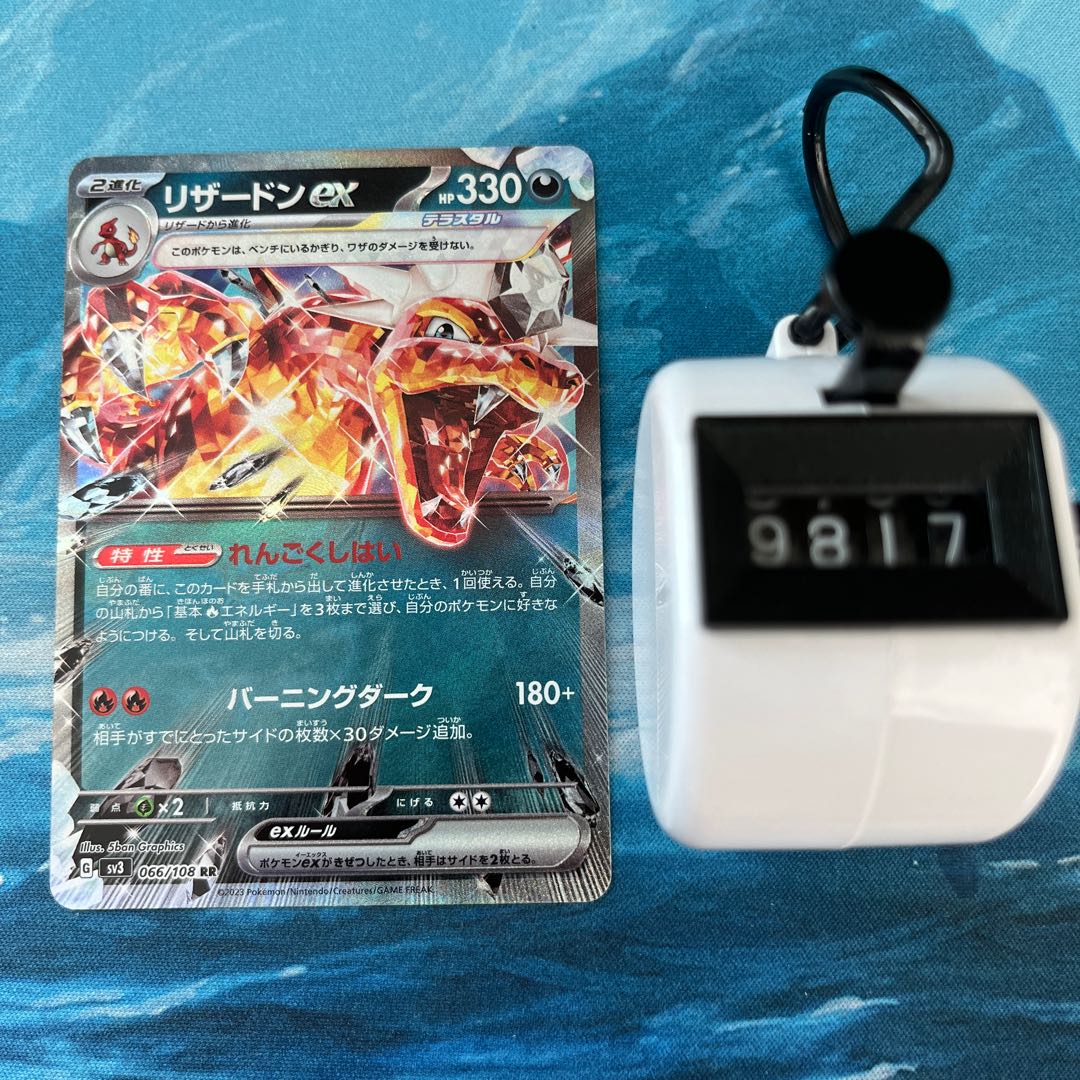 2進化 リザードンex HP330
リザードから進化 テラスタル
このポケモンは、ベンチにいるかぎり、ワザのダメージを受けない。
特性 とくせい れんごくしはい
自分の番に、このカードを手札から出して進化させたとき、1回使える。自分
の山札から「基本エネルギー」を3枚まで選び、自分のポケモンに好きな
ようにつける。そして山札を切る。
バーニングダーク 180+
相手がすでにとったサイドの枚数×30ダメージ追加。
弱点 ×2 抵抗力 にげる
exルール
ポケモンexがきぜつしたとき、相手はサイドを2枚とる。
Illus. 5ban Graphics
G sv3 066/108 RR
©2023 Pokémon/Nintendo/Creatures/GAME FREAK.
9817